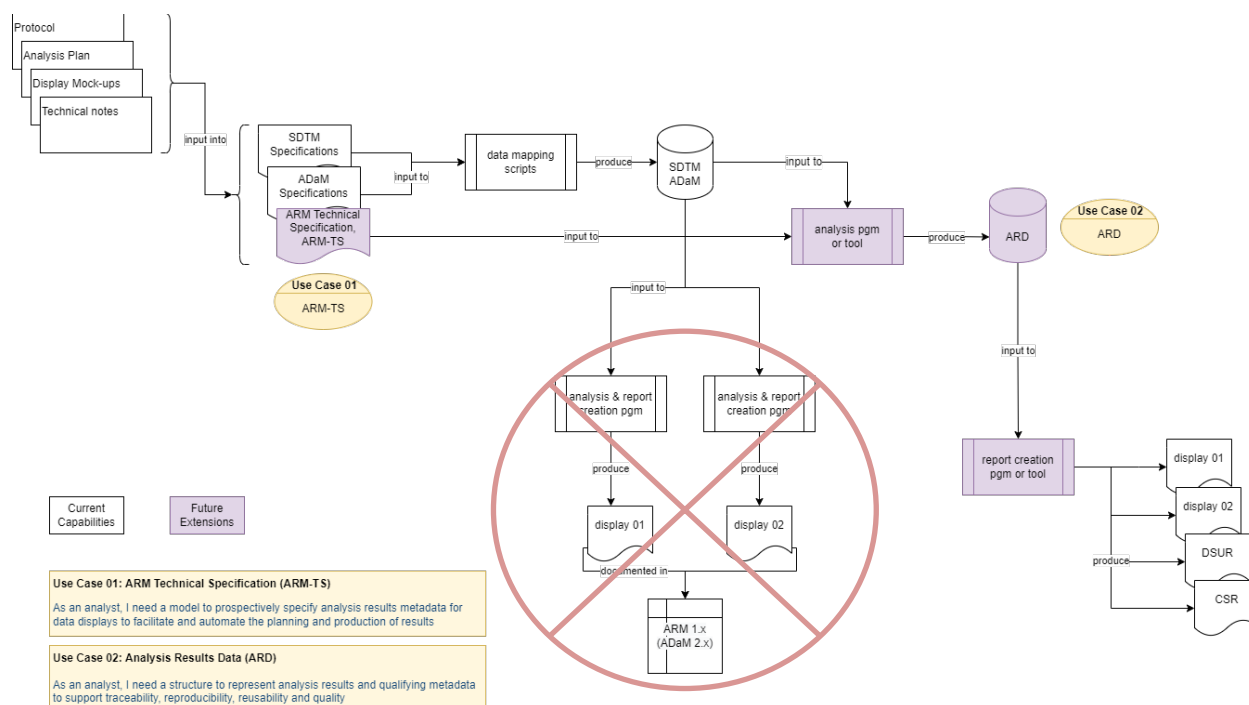 Protocol
Analysis Plan
Display Mock-ups
Technical notes
input into
SDTM
Specifications
ADaM
Specifications
ARM Technical
Specification,
ARM-TS
input to
data mapping
scripts
produce
SDTM
ADaM
input to
input to
analysis pgm
or tool
produce
ARD
Use Case 02
ARD
Use Case 01
ARM-TS
input to
input to
analysis & report
creation pgm
analysis & report
creation pgm
produce
produce
display 01
display 02
documented in
ARM 1.x
(ADaM 2.x)
report creation
pgm or tool
produce
display 01
display 02
DSUR
CSR
Current
Capabilities
Future
Extensions
Use Case 01: ARM Technical Specification (ARM-TS)
As an analyst, I need a model to prospectively specify analysis results metadata for
data displays to facilitate and automate the planning and production of results
Use Case 02: Analysis Results Data (ARD)
As an analyst, I need a structure to represent analysis results and qualifying metadata
to support traceability, reproducibility, reusability and quality